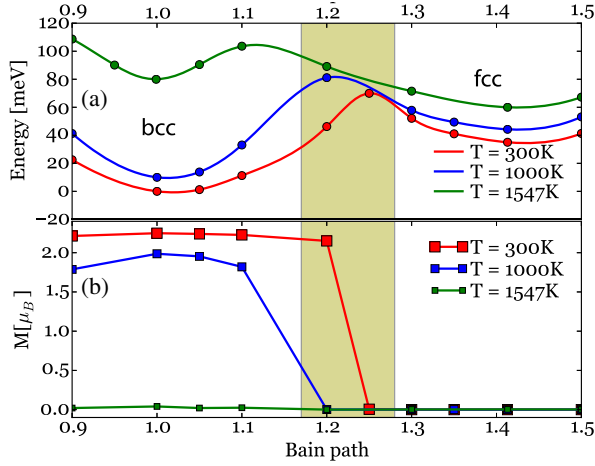 0.9 1.0 1.1 1.2 1.3 1.4 1.5
120
100
80
60
40
20
0
−20
Energy [meV]
(a)
bcc
fcc
T = 300K
T = 1000K
T = 1547K
2.0
1.5
1.0
0.5
0.0
M[μB]
(b)
T = 300K
T = 1000K
T = 1547K
0.9 1.0 1.1 1.2 1.3 1.4 1.5
Bain path